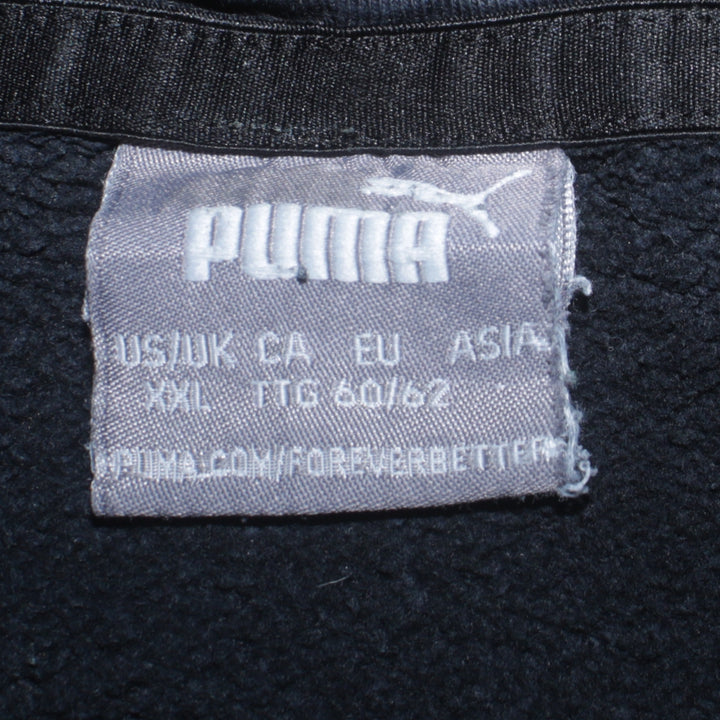 PUMA
US/UK CA EU ASIA
XXL TTG 60/62
PUMA.COM/FOREVERBETTER